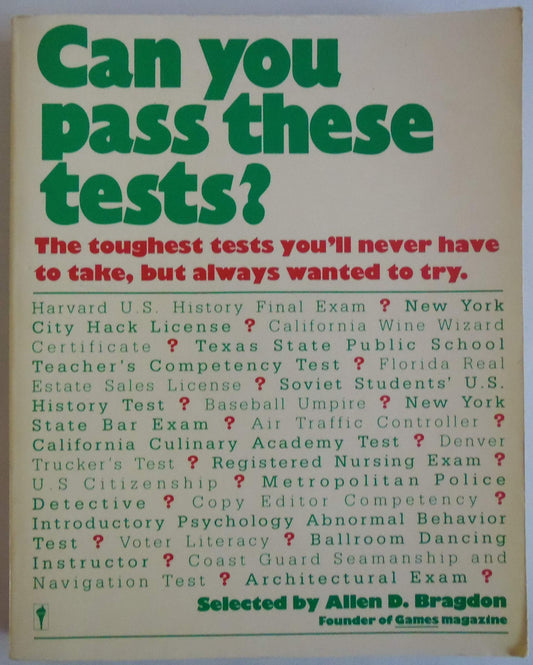 Can you
pass these
tests?
The toughest tests you'll never have
to take, but always wanted to try.
Harvard U.S. History Final Exam ? New York
City Hack License ? California Wine Wizard
Certificate ? Texas State Public School
Teacher's Competency Test ? Florida Real
Estate Sales License ? Soviet Students' U.S.
History Test ? Baseball Umpire ? New York
State Bar Exam ? Air Traffic Controller ?
California Culinary Academy Test ? Denver
Trucker's Test ? Registered Nursing Exam ?
U.S Citizenship ? Metropolitan Police
Detective ? Copy Editor Competency ?
Introductory Psychology Abnormal Behavior
Test ? Voter Literacy ? Ballroom Dancing
Instructor ? Coast Guard Seamanship and
Navigation Test ? Architectural Exam ?
Selected by Allen D. Bragdon
Founder of Games magazine